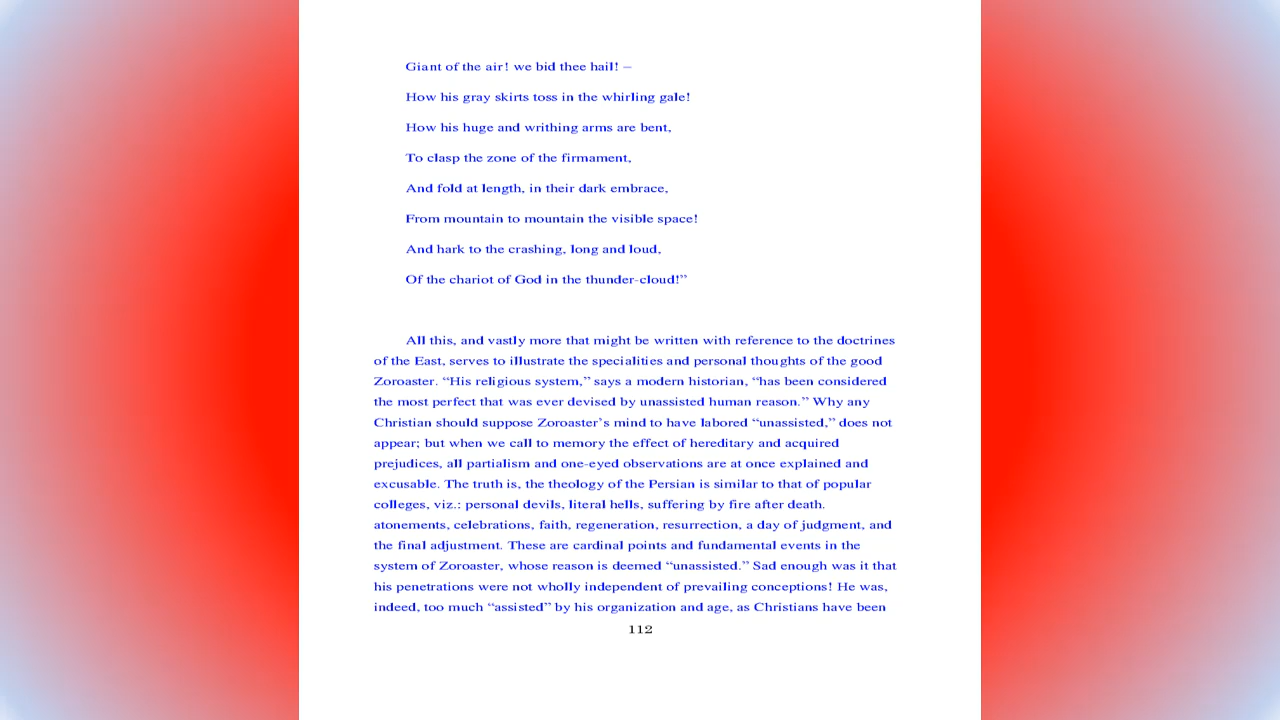 Giant of the air! we bid thee hail! –
How his gray skirts toss in the whirling gale!
How his huge and writhing arms are bent,
To clasp the zone of the firmament,
And fold at length, in their dark embrace,
From mountain to mountain the visible space!
And hark to the crashing, long and loud,
Of the chariot of God in the thunder-cloud!”
All this, and vastly more that might be written with reference to the doctrines
of the East, serves to illustrate the specialities and personal thoughts of the good
Zoroaster. “His religious system,” says a modern historian, “has been considered
the most perfect that was ever devised by unassisted human reason.” Why any
Christian should suppose Zoroaster’s mind to have labored “unassisted,” does not
appear; but when we call to memory the effect of hereditary and acquired
prejudices, all partialism and one-eyed observations are at once explained and
excusable. The truth is, the theology of the Persian is similar to that of popular
colleges, viz.: personal devils, literal hells, suffering by fire after death.
atonements, celebrations, faith, regeneration, resurrection, a day of judgment, and
the final adjustment. These are cardinal points and fundamental events in the
system of Zoroaster, whose reason is deemed “unassisted.” Sad enough was it that
his penetrations were not wholly independent of prevailing conceptions! He was,
indeed, too much “assisted” by his organization and age, as Christians have been
112